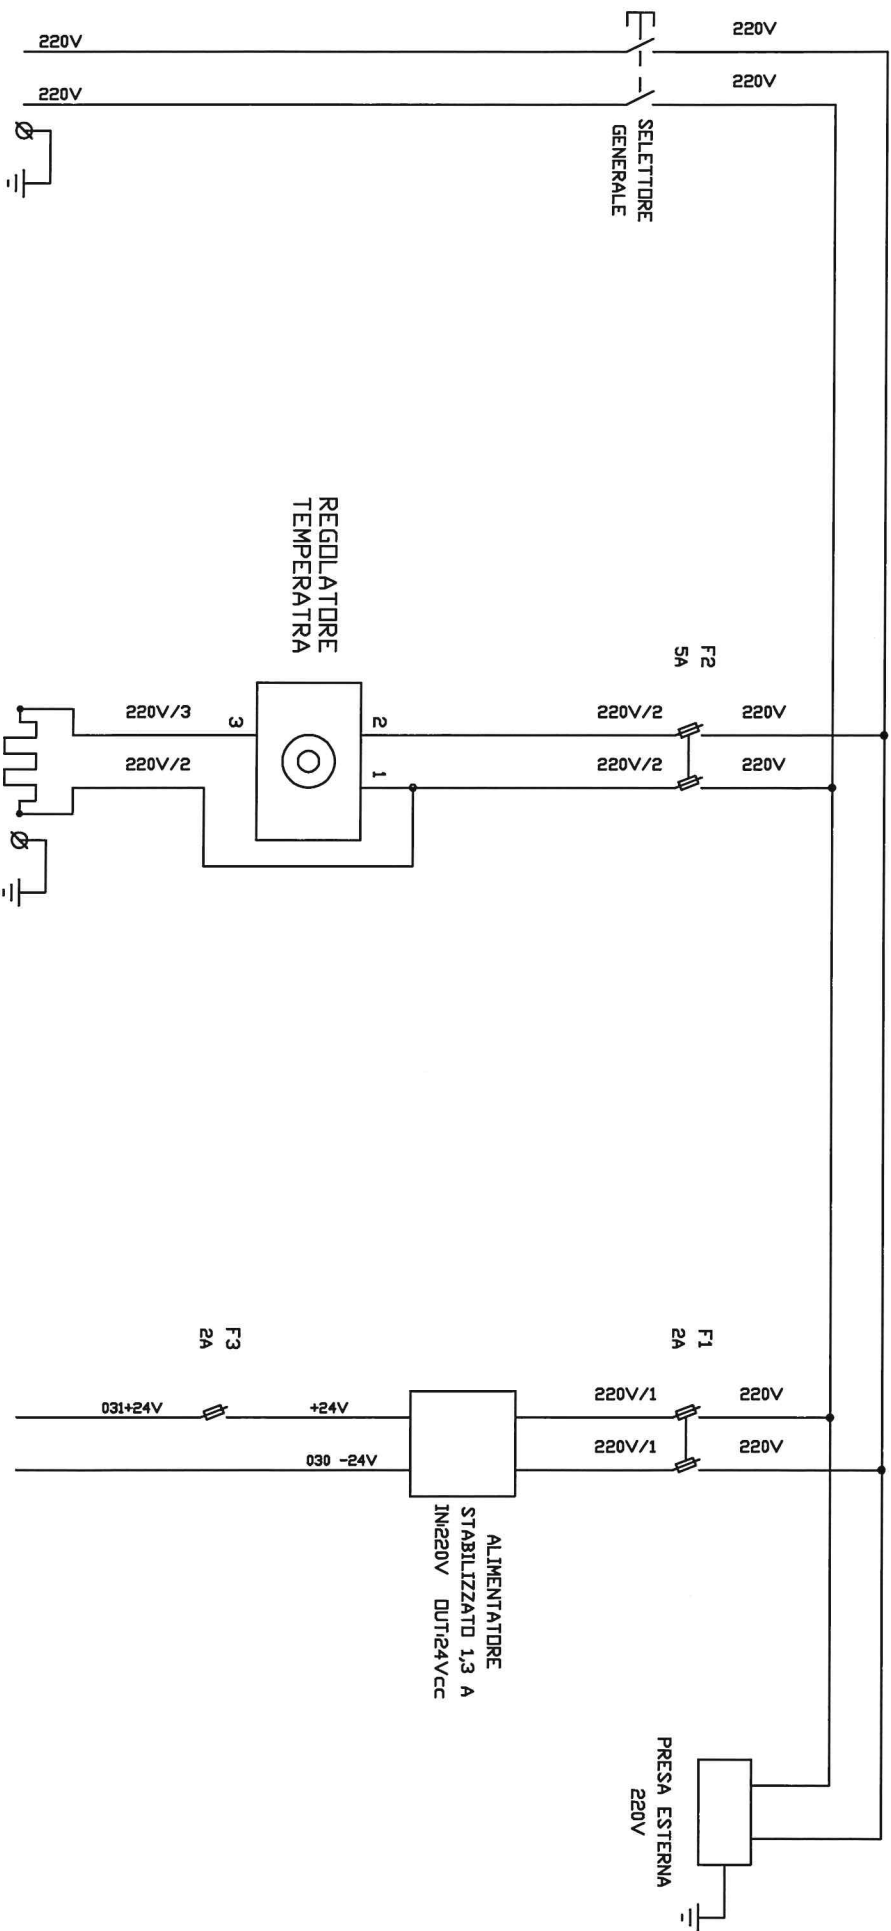 220V
220V
220V
220V
SELETTORE
GENERALE
F2
5A
220V
220V
220V/2
220V/2
2
1
REGOLATORE
TEMPERATRA
3
220V/3
220V/2
F1
2A
220V
220V
220V/1
220V/1
ALIMENTATORE
STABILIZZATO 1,3 A
IN:220V OUT:24Vcc
+24V
030 -24V
F3
2A
031+24V
PRESA ESTERNA
220V